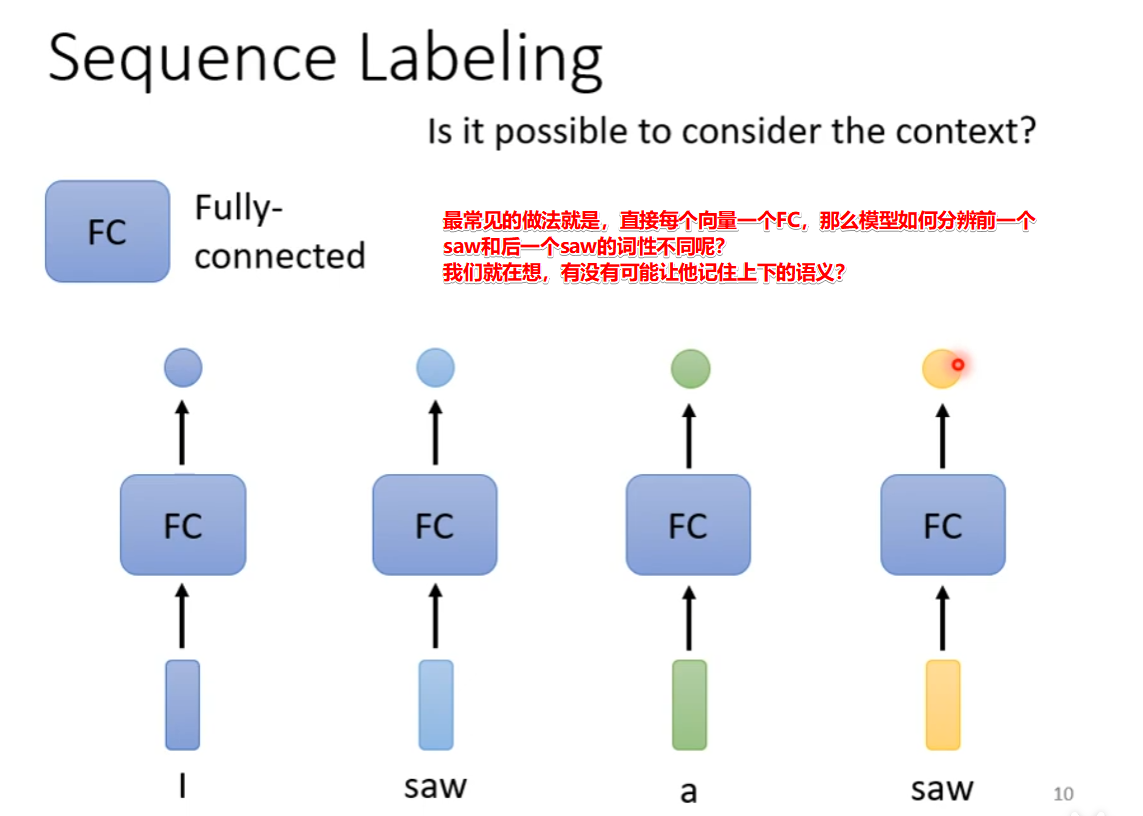 Sequence Labeling
Is it possible to consider the context?
FC
Fully-
connected
最常见的做法就是，直接每个向量一个FC，那么模型如何分辨前一个
saw和后一个saw的词性不同呢？
我们就在想，有没有可能让他记住上下的语义？
FC
FC
FC
FC
I
saw
a
saw
10